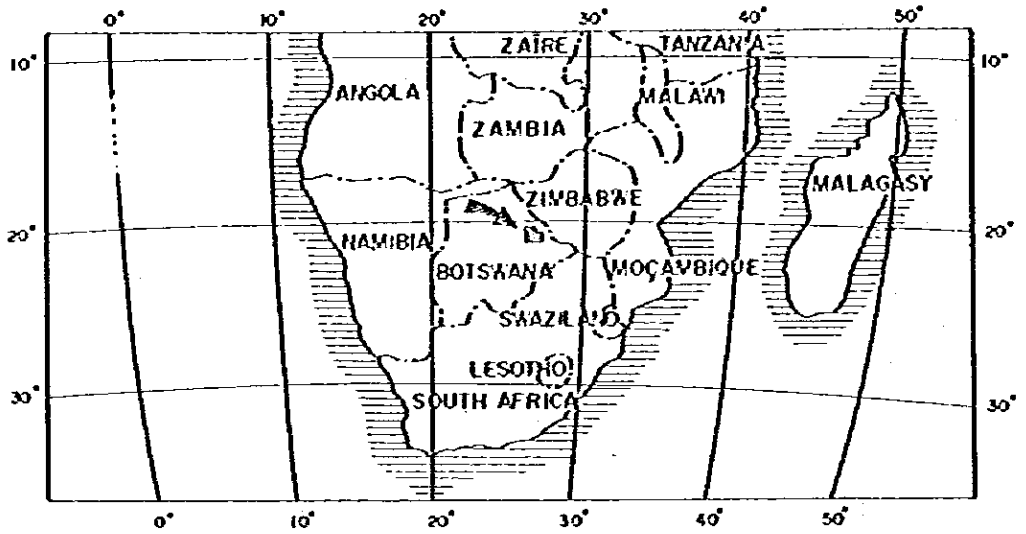 0° 10° 20° 30° 40° 50°
ZAÏRE TANZANIA
10° 10°
ANGOLA MALAWI
ZAMBIA
MALAGASY
ZIMBABWE
20° NAMIBIA 20°
BOTSWANA MOÇAMBIQUE
SWAZILAND
LESOTHO
30° SOUTH AFRICA 30°
0° 10° 20° 30° 40° 50°